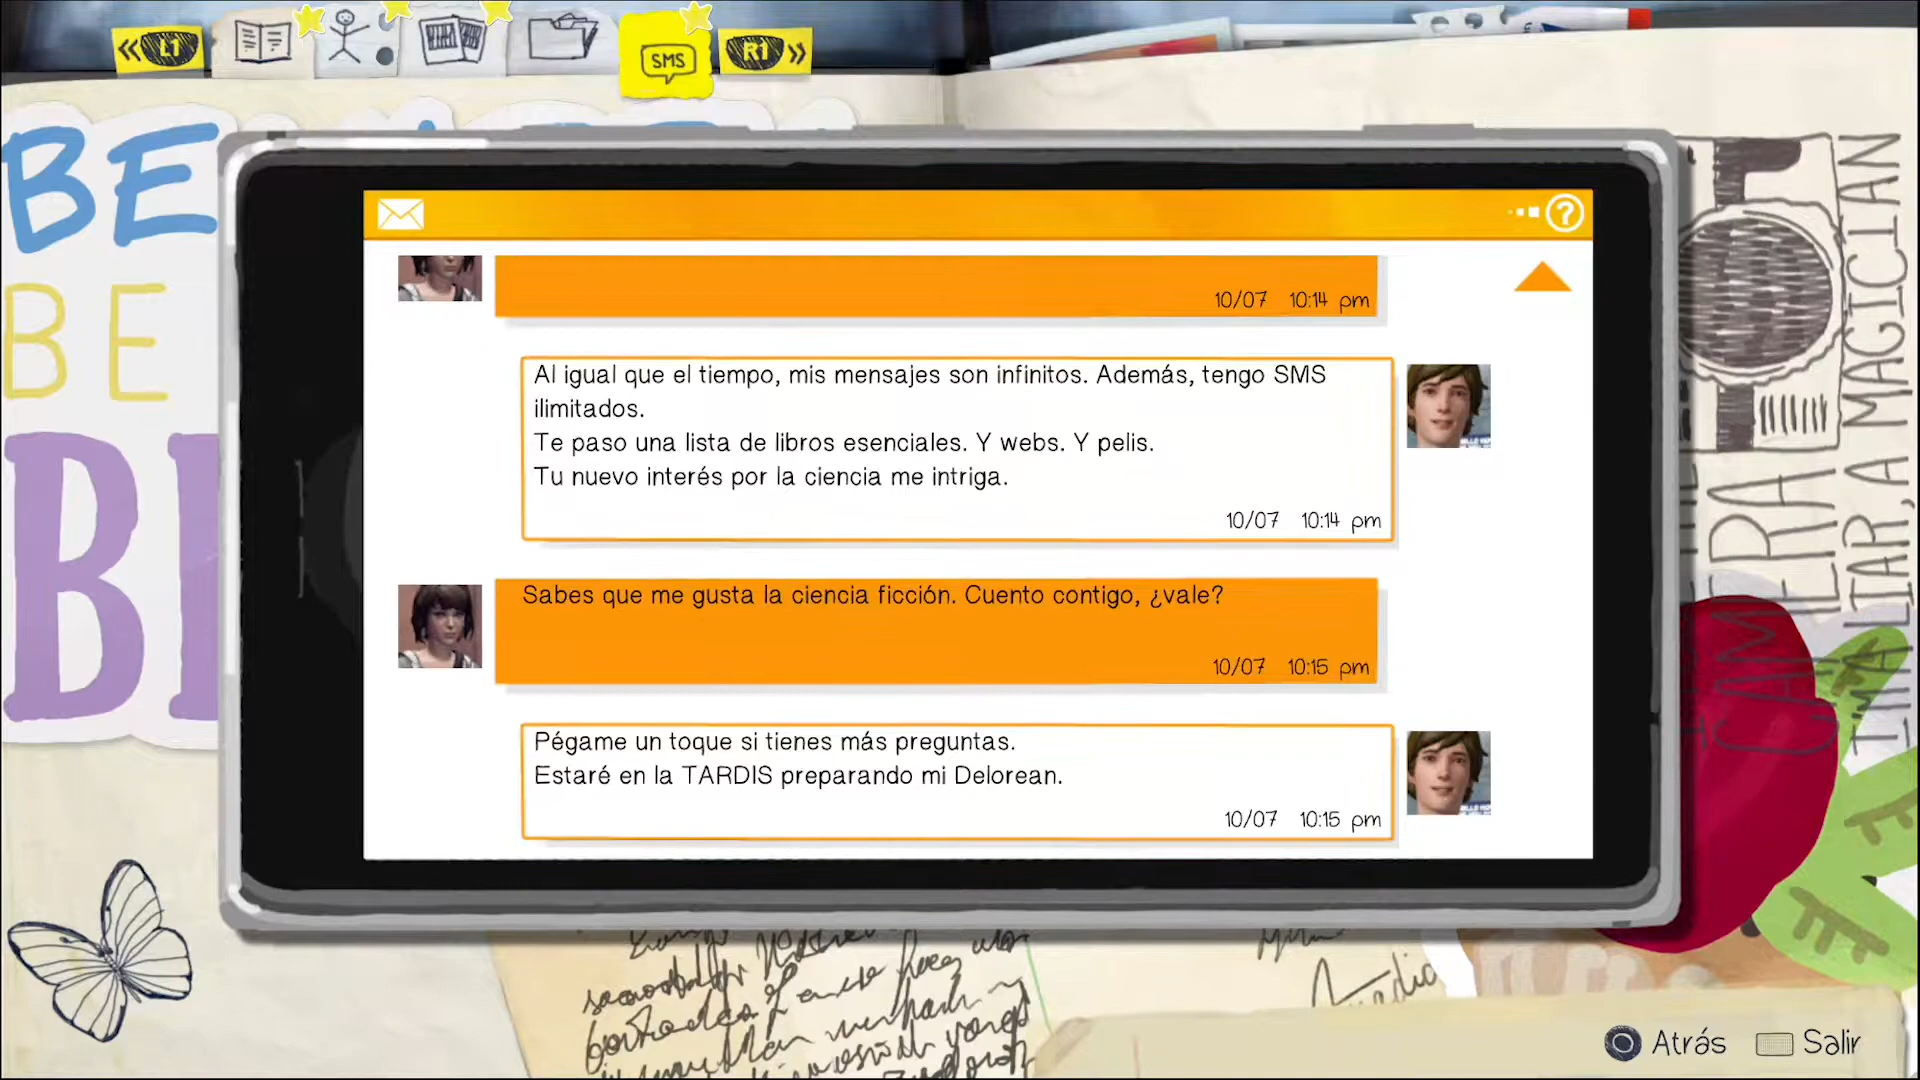 L1
SMS
R1
BE
BE
10/07 10:14 pm
Al igual que el tiempo, mis mensajes son infinitos. Además, tengo SMS
ilimitados.
Te paso una lista de libros esenciales. Y webs. Y pelis.
Tu nuevo interés por la ciencia me intriga.
10/07 10:14 pm
Sabes que me gusta la ciencia ficción. Cuento contigo, ¿vale?
10/07 10:15 pm
Pégame un toque si tienes más preguntas.
Estaré en la TARDIS preparando mi Delorean.
10/07 10:15 pm
CAMERA
A MAGICIAN
Atrás
Salir